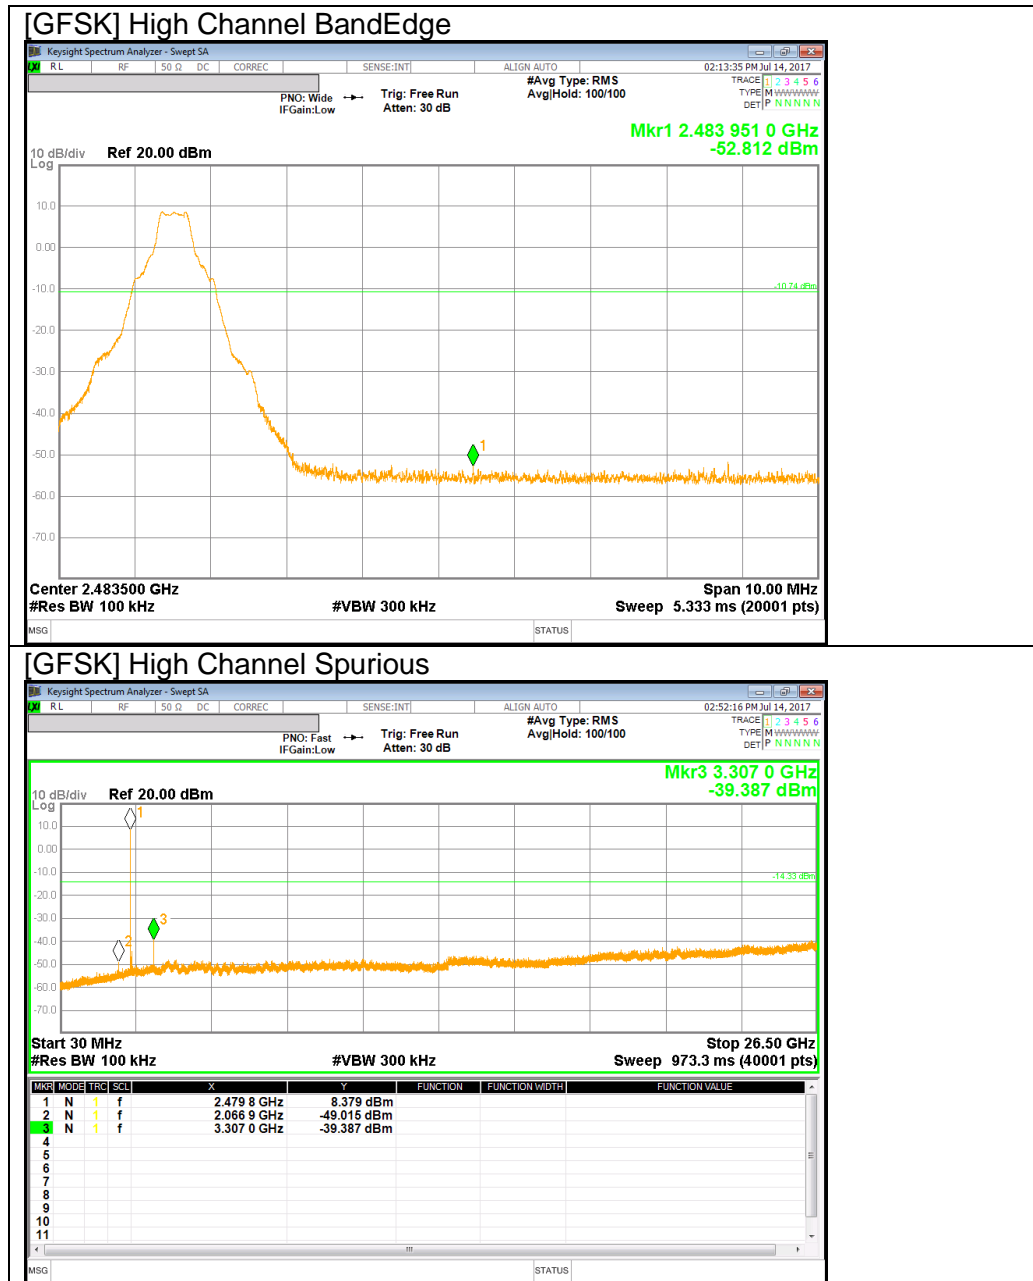 [GFSK] High Channel BandEdge
Keysight Spectrum Analyzer - Swept SA
LXI RL RF 50 Ω DC CORREC SENSE:INT ALIGN AUTO 02:13:35 PM Jul 14, 2017
PNO: Wide Trig: Free Run #Avg Type: RMS TRACE 1 2 3 4 5 6
IFGain:Low Atten: 30 dB Avg|Hold: 100/100 TYPE M WWWWW
DET P N N N N N
Mkr1 2.483 951 0 GHz
-52.812 dBm
10 dB/div Ref 20.00 dBm
Log
10.0
0.00
-10.0
-10.74 dBm
-20.0
-30.0
-40.0
-50.0
1
-60.0
-70.0
Center 2.483500 GHz Span 10.00 MHz
#Res BW 100 kHz #VBW 300 kHz Sweep 5.333 ms (20001 pts)
MSG STATUS
[GFSK] High Channel Spurious
Keysight Spectrum Analyzer - Swept SA
LXI RL RF 50 Ω DC CORREC SENSE:INT ALIGN AUTO 02:52:16 PM Jul 14, 2017
PNO: Fast Trig: Free Run #Avg Type: RMS TRACE 1 2 3 4 5 6
IFGain:Low Atten: 30 dB Avg|Hold: 100/100 TYPE M WWWWW
DET P N N N N N
Mkr3 3.307 0 GHz
-39.387 dBm
10 dB/div Ref 20.00 dBm
Log
1
10.0
0.00
-10.0
-14.33 dBm
-20.0
-30.0
3
-40.0
2
-50.0
-60.0
-70.0
Start 30 MHz Stop 26.50 GHz
#Res BW 100 kHz #VBW 300 kHz Sweep 973.3 ms (40001 pts)
MKR MODE TRC SCL X Y FUNCTION FUNCTION WIDTH FUNCTION VALUE
1 N 1 f 2.479 8 GHz 8.379 dBm
2 N 1 f 2.066 9 GHz -49.015 dBm
3 N 1 f 3.307 0 GHz -39.387 dBm
4
5
6
7
8
9
10
11
MSG STATUS